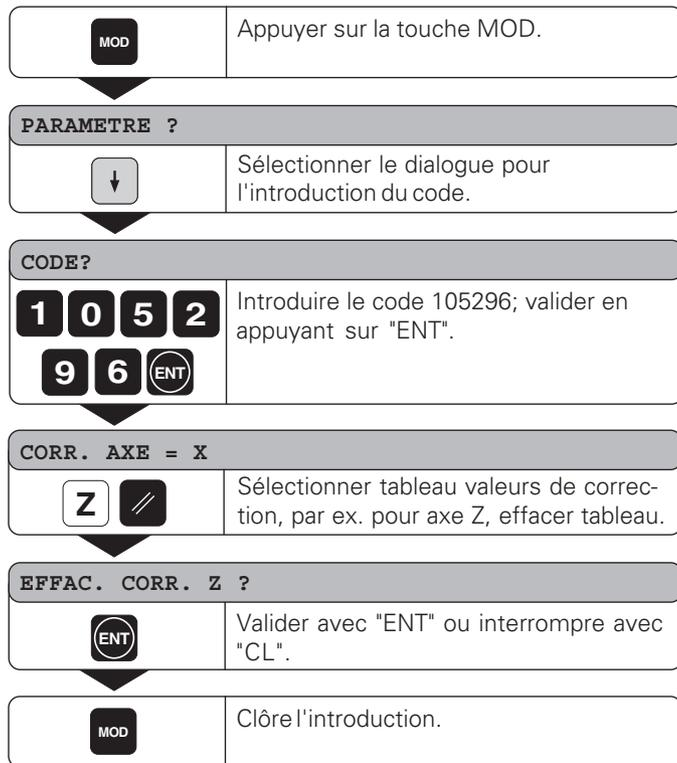 MOD
Appuyer sur la touche MOD.
PARAMETRE ?
Sélectionner le dialogue pour
l'introduction du code.
CODE?
1 0 5 2
9 6 ENT
Introduire le code 105296; valider en
appuyant sur "ENT".
CORR. AXE = X
Z
Sélectionner tableau valeurs de correc-
tion, par ex. pour axe Z, effacer tableau.
EFFAC. CORR. Z ?
ENT
Valider avec "ENT" ou interrompre avec
"CL".
MOD
Clôre l'introduction.